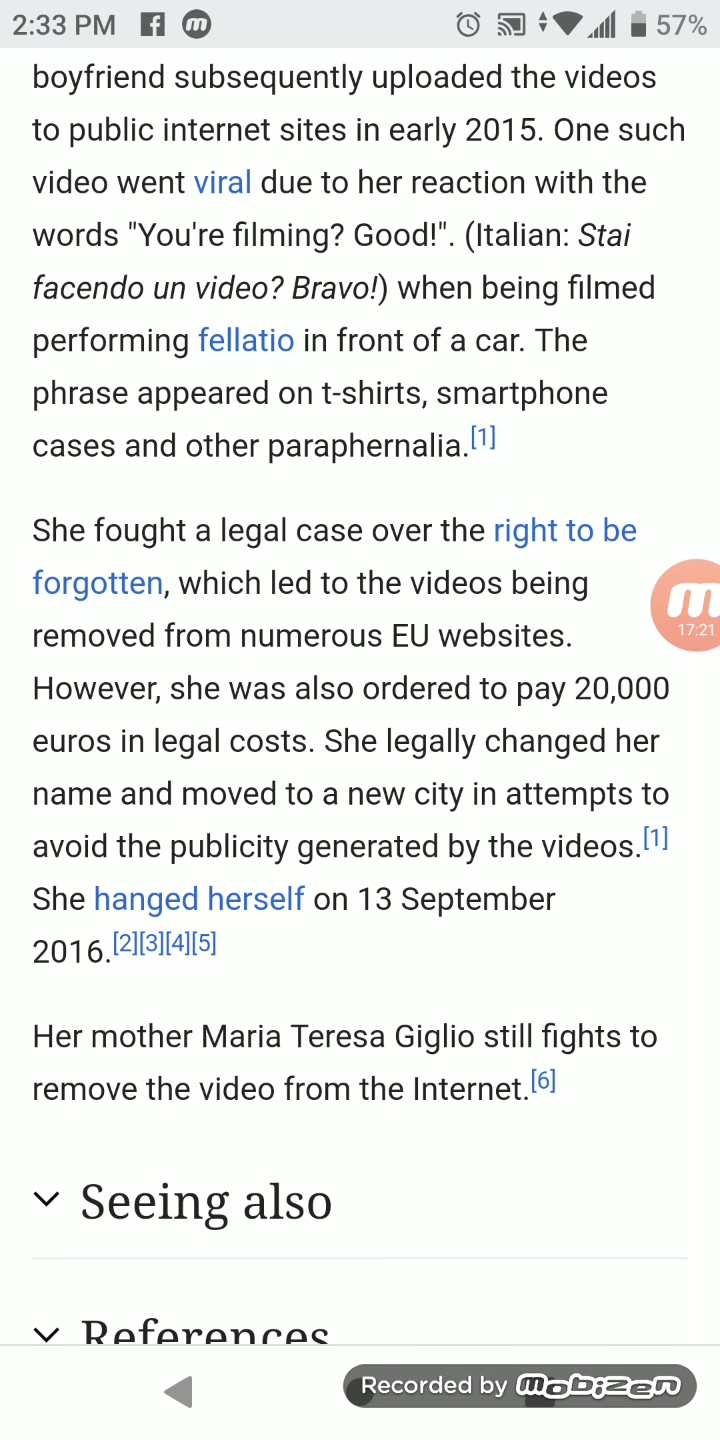 2:33 PM
57%
boyfriend subsequently uploaded the videos
to public internet sites in early 2015. One such
video went viral due to her reaction with the
words "You're filming? Good!". (Italian: Stai
facendo un video? Bravo!) when being filmed
performing fellatio in front of a car. The
phrase appeared on t-shirts, smartphone
cases and other paraphernalia.[1]
She fought a legal case over the right to be
forgotten, which led to the videos being
removed from numerous EU websites.
17:21
However, she was also ordered to pay 20,000
euros in legal costs. She legally changed her
name and moved to a new city in attempts to
avoid the publicity generated by the videos.[1]
She hanged herself on 13 September
2016.[2][3][4][5]
Her mother Maria Teresa Giglio still fights to
remove the video from the Internet.[6]
Seeing also
References
Recorded by mobizen